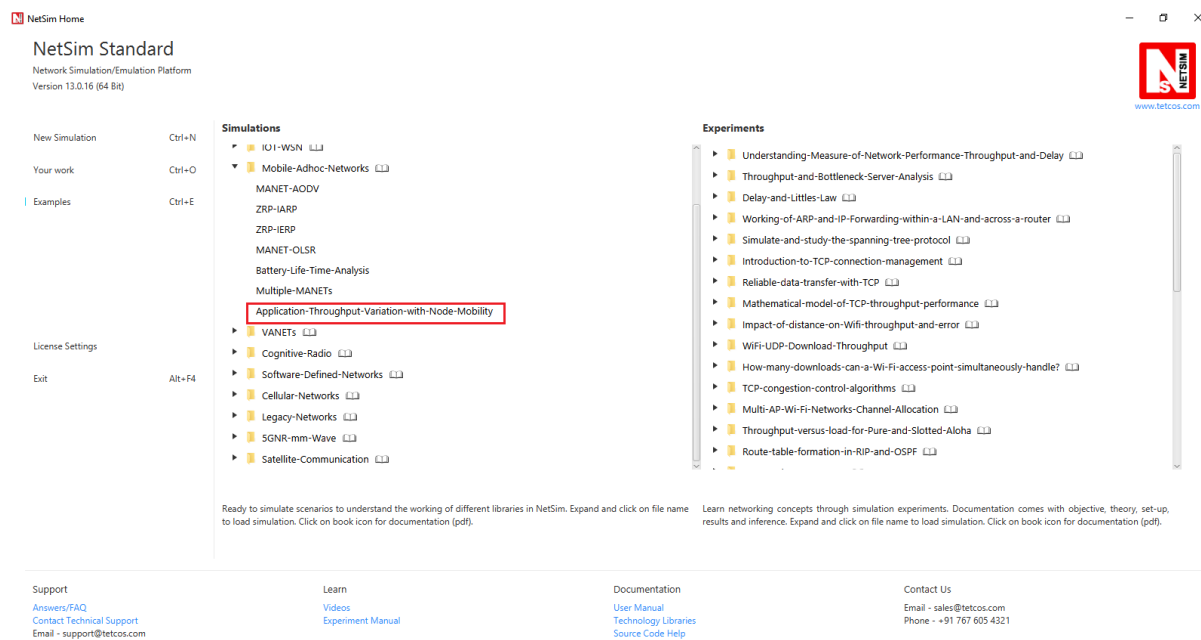 NetSim Home
NetSim Standard
Network Simulation/Emulation Platform
Version 13.0.16 (64 Bit)
NETSIM
N
S
www.tetcos.com
New Simulation Ctrl+N
Your work Ctrl+O
Examples Ctrl+E
License Settings
Exit Alt+F4
Simulations
IOT-WSN
Mobile-Adhoc-Networks
MANET-AODV
ZRP-IARP
ZRP-IERP
MANET-OLSR
Battery-Life-Time-Analysis
Multiple-MANETs
Application-Throughput-Variation-with-Node-Mobility
VANETs
Cognitive-Radio
Software-Defined-Networks
Cellular-Networks
Legacy-Networks
5GNR-mm-Wave
Satellite-Communication
Ready to simulate scenarios to understand the working of different libraries in NetSim. Expand and click on file name
to load simulation. Click on book icon for documentation (pdf).
Experiments
Understanding-Measure-of-Network-Performance-Throughput-and-Delay
Throughput-and-Bottleneck-Server-Analysis
Delay-and-Littles-Law
Working-of-ARP-and-IP-Forwarding-within-a-LAN-and-across-a-router
Simulate-and-study-the-spanning-tree-protocol
Introduction-to-TCP-connection-management
Reliable-data-transfer-with-TCP
Mathematical-model-of-TCP-throughput-performance
Impact-of-distance-on-Wifi-throughput-and-error
WiFi-UDP-Download-Throughput
How-many-downloads-can-a-Wi-Fi-access-point-simultaneously-handle?
TCP-congestion-control-algorithms
Multi-AP-Wi-Fi-Networks-Channel-Allocation
Throughput-versus-load-for-Pure-and-Slotted-Aloha
Route-table-formation-in-RIP-and-OSPF
Learn networking concepts through simulation experiments. Documentation comes with objective, theory, set-up,
results and inference. Expand and click on file name to load simulation. Click on book icon for documentation (pdf).
Support
Answers/FAQ
Contact Technical Support
Email - support@tetcos.com
Learn
Videos
Experiment Manual
Documentation
User Manual
Technology Libraries
Source Code Help
Contact Us
Email - sales@tetcos.com
Phone - +91 767 605 4321